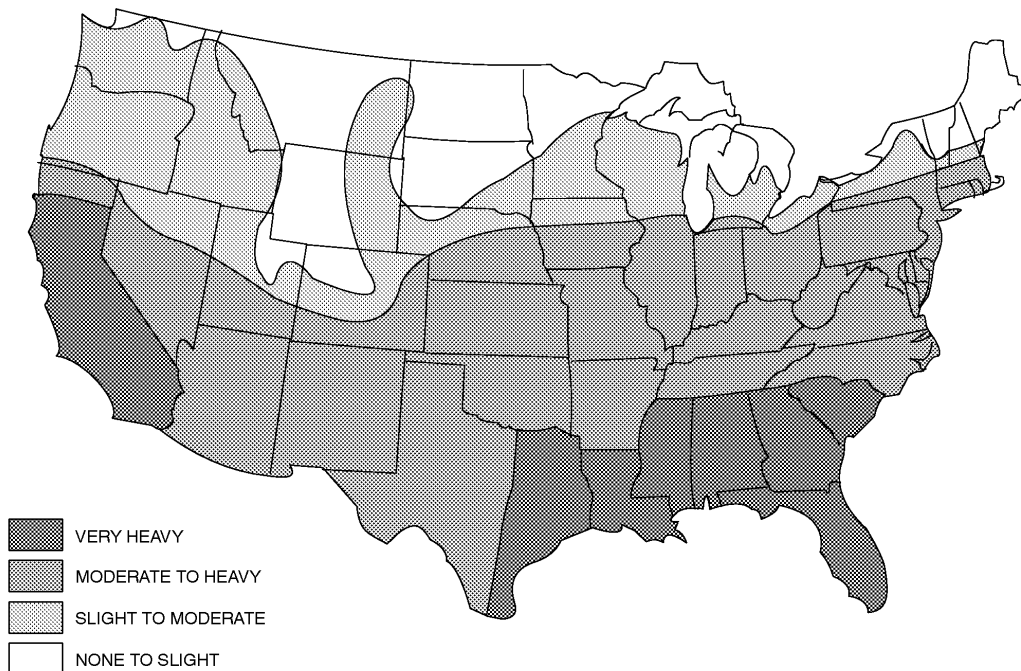 VERY HEAVY
MODERATE TO HEAVY
SLIGHT TO MODERATE
NONE TO SLIGHT